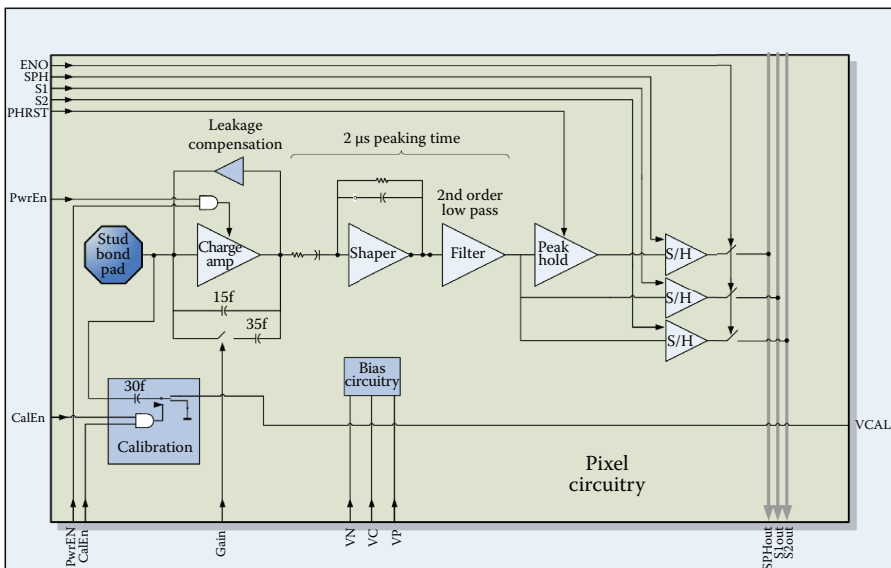 ENO
SPH
S1
S2
PHRST
Leakage
compensation
2 µs peaking time
PwrEn
2nd order
low pass
Stud
bond
pad
Charge
amp
Shaper
Filter
Peak
hold
S/H
S/H
S/H
15f
35f
30f
Bias
circuitry
CalEn
Calibration
VCAL
Pixel
circuitry
PwrEN
CalEn
Gain
VN
VC
VP
SPHout
S1out
S2out